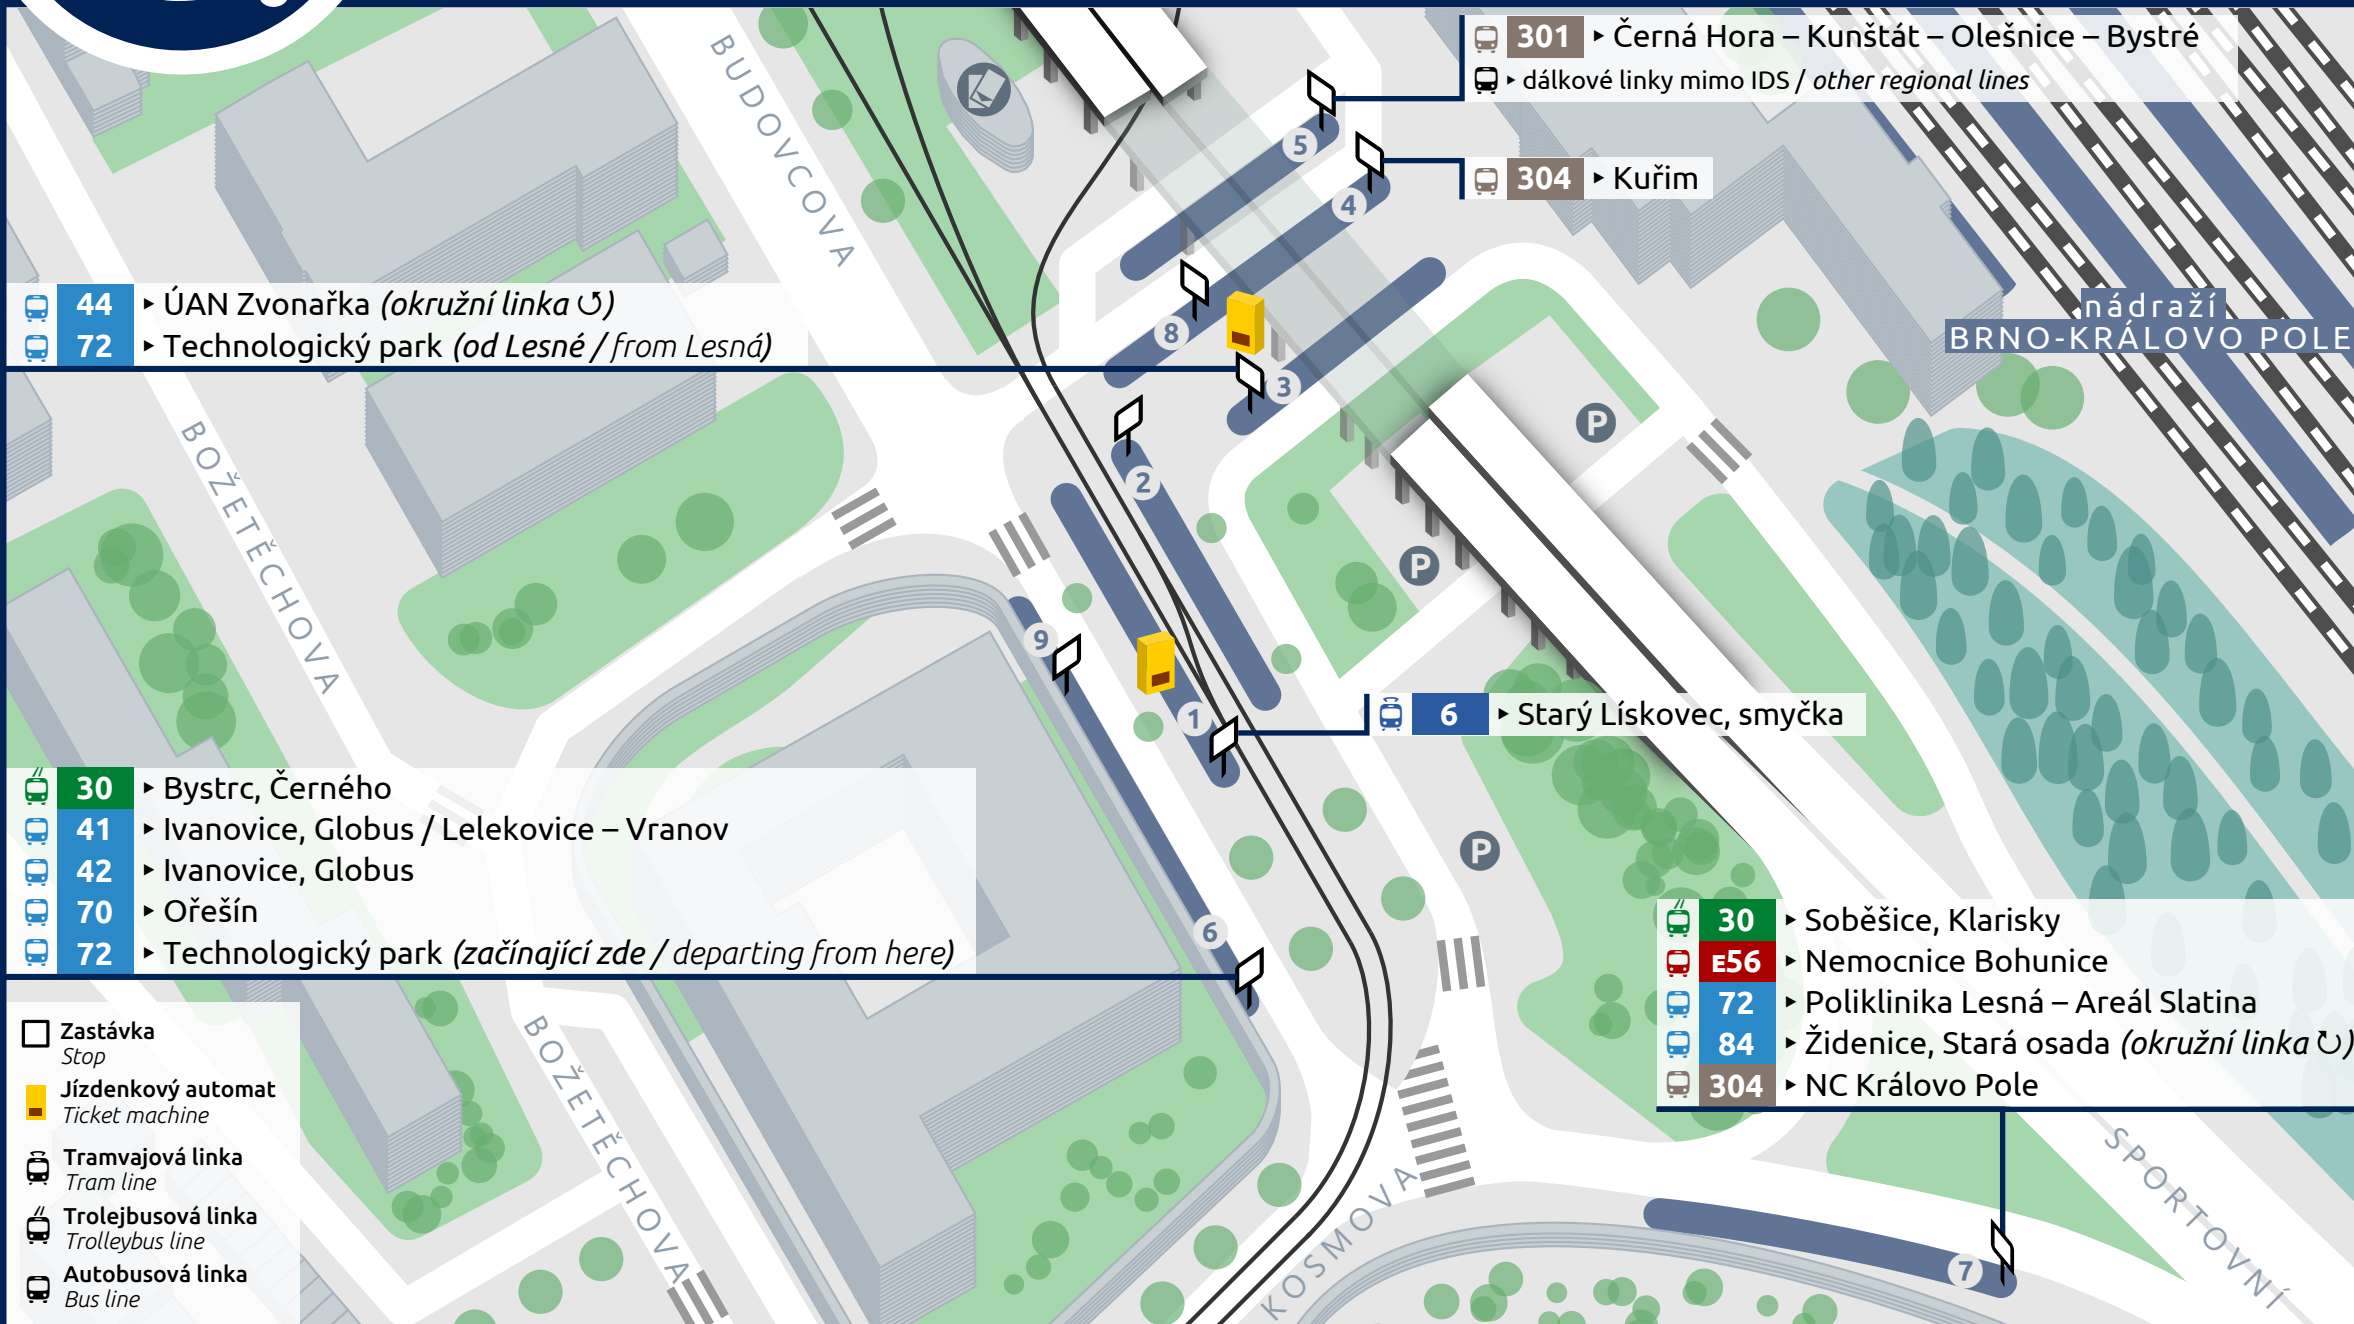 301 ▸ Černá Hora – Kunštát – Olešnice – Bystré
▸ dálkové linky mimo IDS / other regional lines
304 ▸ Kuřim
BUDOVCOVA
5
4
44 ▸ ÚAN Zvonařka (okružní linka ↺)
72 ▸ Technologický park (od Lesné / from Lesná)
8
3
nádraží
BRNO-KRÁLOVO POLE
P
BOŽETĚCHOVA
2
P
9
1
6 ▸ Starý Lískovec, smyčka
30 ▸ Bystrc, Černého
41 ▸ Ivanovice, Globus / Lelekovice – Vranov
42 ▸ Ivanovice, Globus
70 ▸ Ořešín
72 ▸ Technologický park (začínající zde / departing from here)
P
6
30 ▸ Soběšice, Klarisky
E56 ▸ Nemocnice Bohunice
72 ▸ Poliklinika Lesná – Areál Slatina
84 ▸ Židenice, Stará osada (okružní linka ↻)
304 ▸ NC Královo Pole
Zastávka
Stop
Jízdenkový automat
Ticket machine
Tramvajová linka
Tram line
Trolejbusová linka
Trolleybus line
Autobusová linka
Bus line
BOŽETĚCHOVA
KOSMOVA
SPORTOVNÍ
7